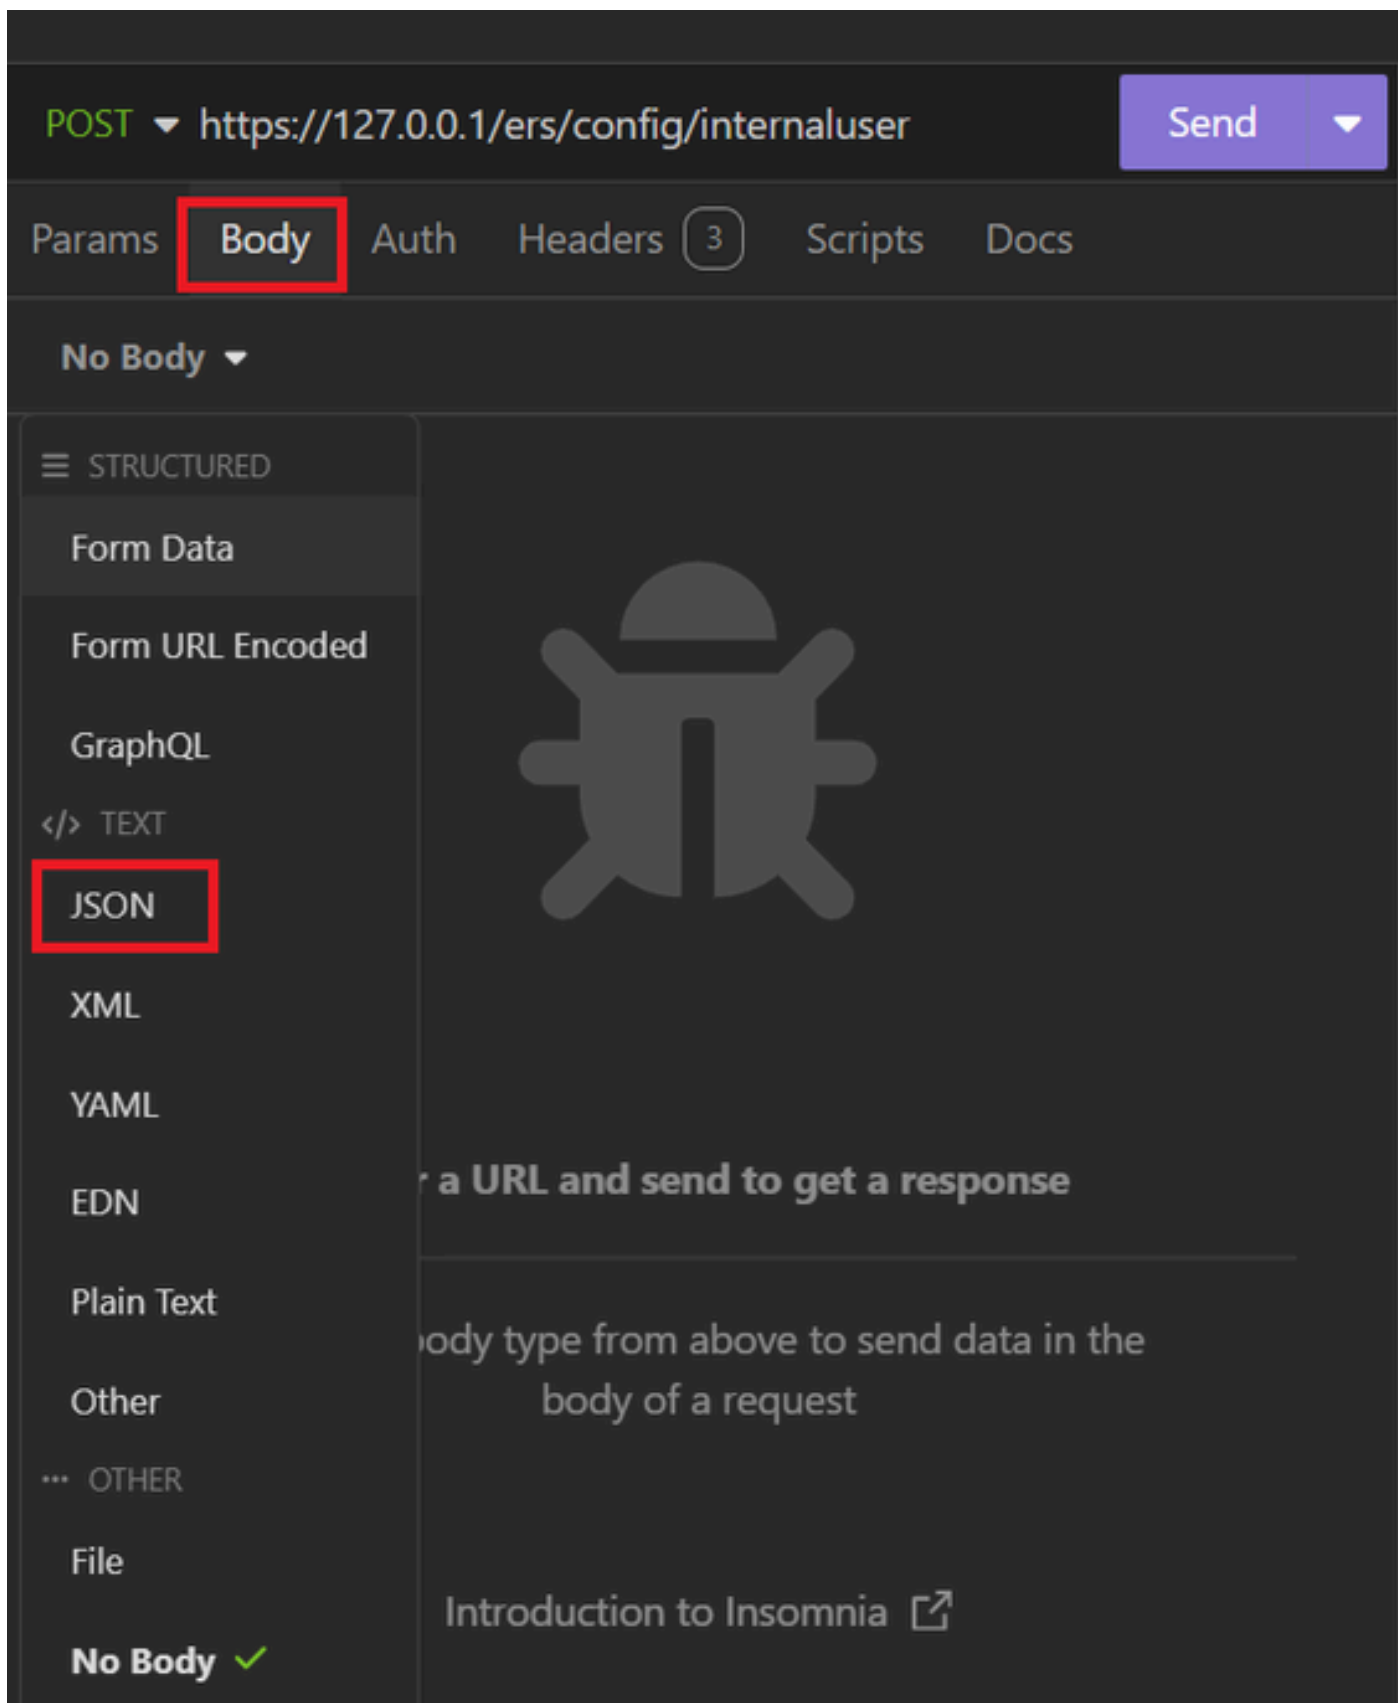 POST https://127.0.0.1/ers/config/internaluser Send
Params Body Auth Headers 3 Scripts Docs
No Body
STRUCTURED
Form Data
Form URL Encoded
GraphQL
</> TEXT
JSON
XML
YAML
EDN
a URL and send to get a response
Plain Text
type from above to send data in the
body of a request
Other
··· OTHER
File
Introduction to Insomnia
No Body